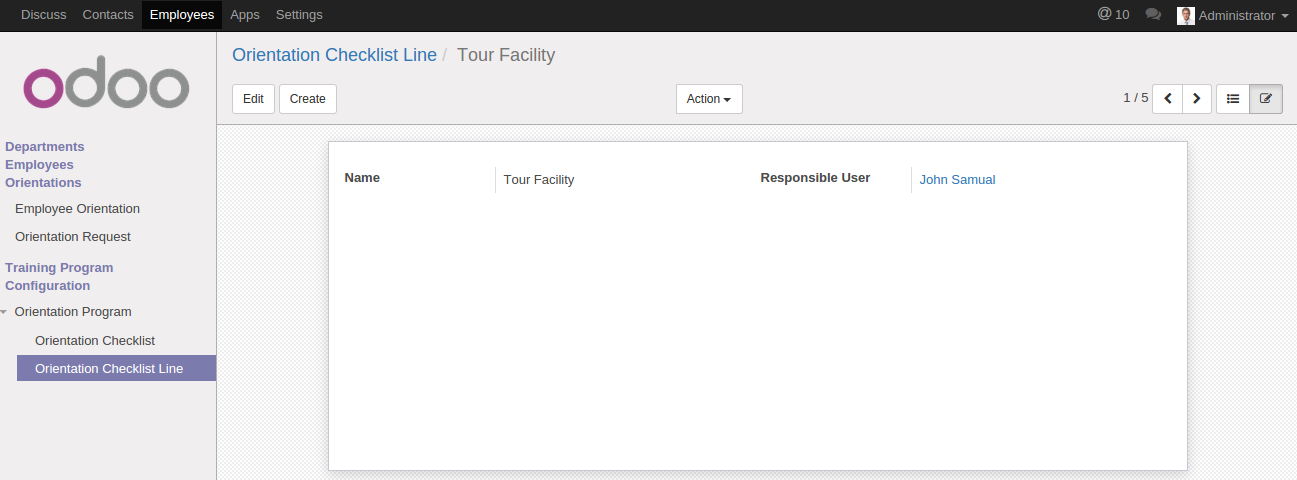 Discuss Contacts Employees Apps Settings @ 10 Administrator
odoo
Orientation Checklist Line / Tour Facility
Edit Create Action 1 / 5
Departments
Employees
Orientations
Employee Orientation
Orientation Request
Training Program
Configuration
Orientation Program
Orientation Checklist
Orientation Checklist Line
Name Tour Facility Responsible User John Samual